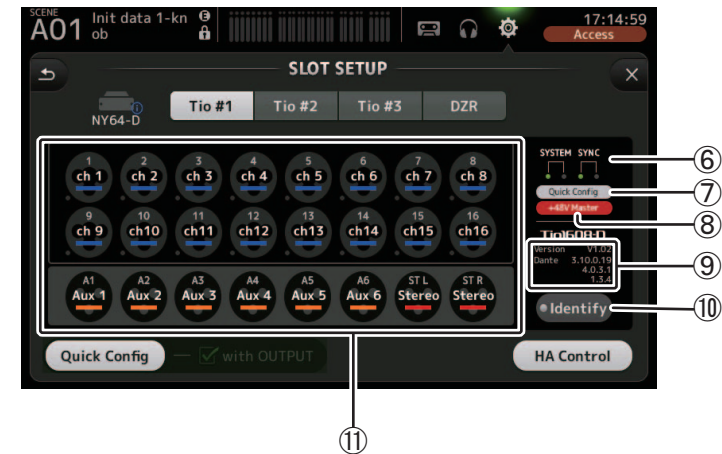 SCENE
A01 Init data 1-kn ob
17:14:59
Access
SLOT SETUP
NY64-D
Tio #1 Tio #2 Tio #3 DZR
1 2 3 4 5 6 7 8
ch 1 ch 2 ch 3 ch 4 ch 5 ch 6 ch 7 ch 8
9 10 11 12 13 14 15 16
ch 9 ch10 ch11 ch12 ch13 ch14 ch15 ch16
A1 A2 A3 A4 A5 A6 ST L ST R
Aux 1 Aux 2 Aux 3 Aux 4 Aux 5 Aux 6 Stereo Stereo
SYSTEM SYNC
Quick Config
+48V Master
Tio1608-D
Version V1.02
Dante 3.10.0.19
4.0.3.1
1.3.4
Identify
Quick Config with OUTPUT HA Control
⑥
⑦
⑧
⑨
⑩
⑪